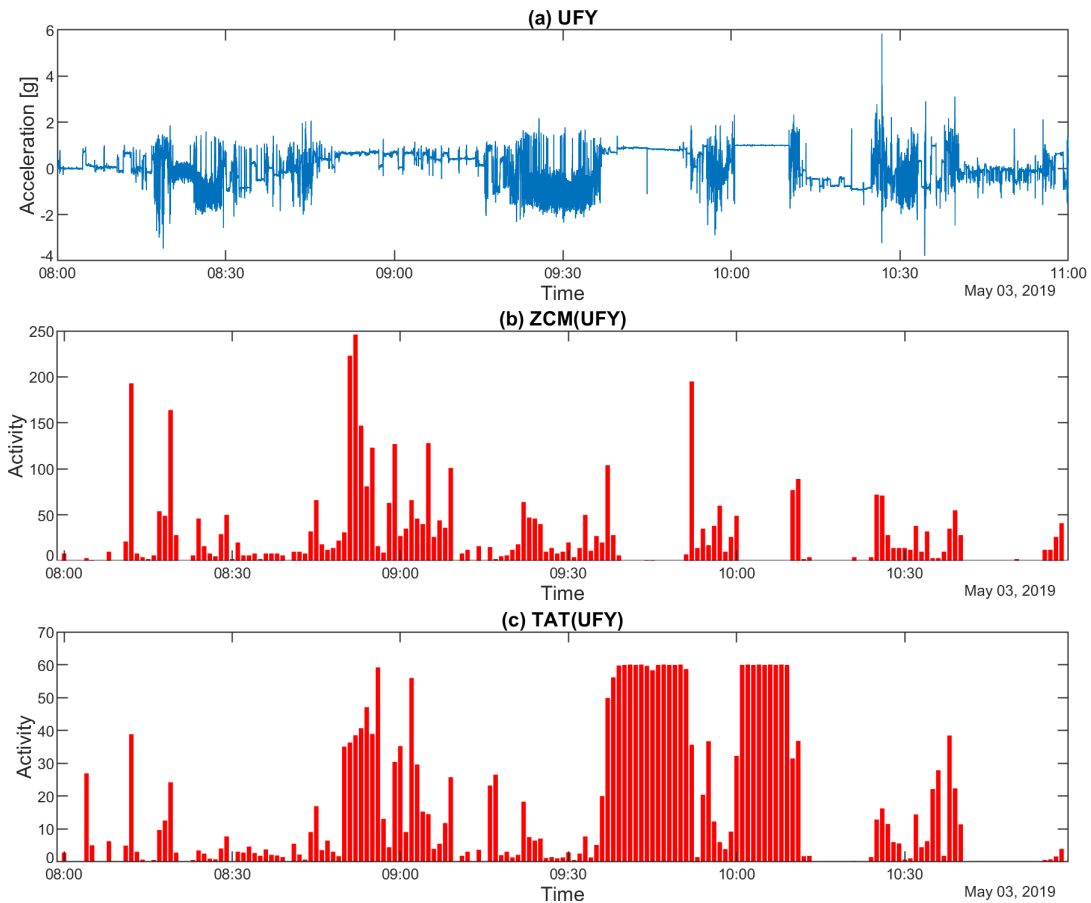 (a) UFY
6
4
2
0
-2
-4
Acceleration [g]
08:00 08:30 09:00 09:30 10:00 10:30 11:00
Time
May 03, 2019
(b) ZCM(UFY)
250
200
150
100
50
0
Activity
08:00 08:30 09:00 09:30 10:00 10:30
Time
May 03, 2019
(c) TAT(UFY)
70
60
50
40
30
20
10
0
Activity
08:00 08:30 09:00 09:30 10:00 10:30
Time
May 03, 2019